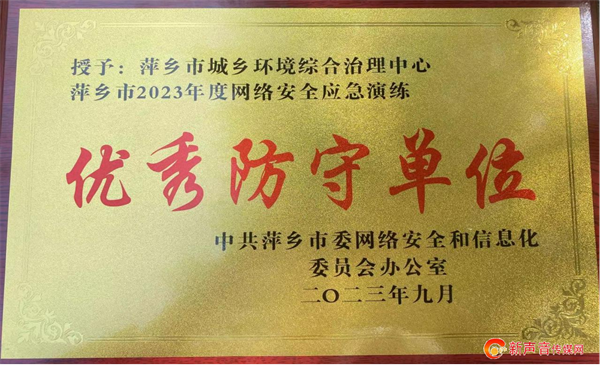 授予：萍乡市城乡环境综合治理中心
萍乡市2023年度网络安全应急演练
优秀防守单位
中共萍乡市委网络安全和信息化
委员会办公室
二〇二三年九月
新声音传媒网